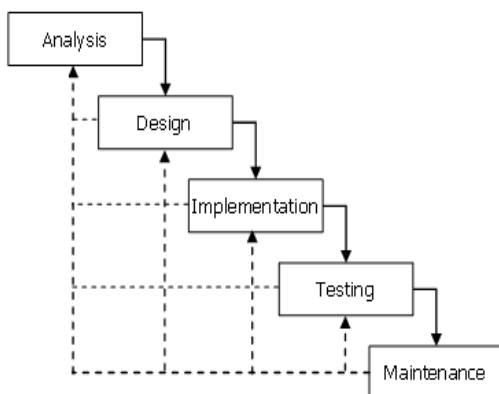 Analysis
Design
Implementation
Testing
Maintenance